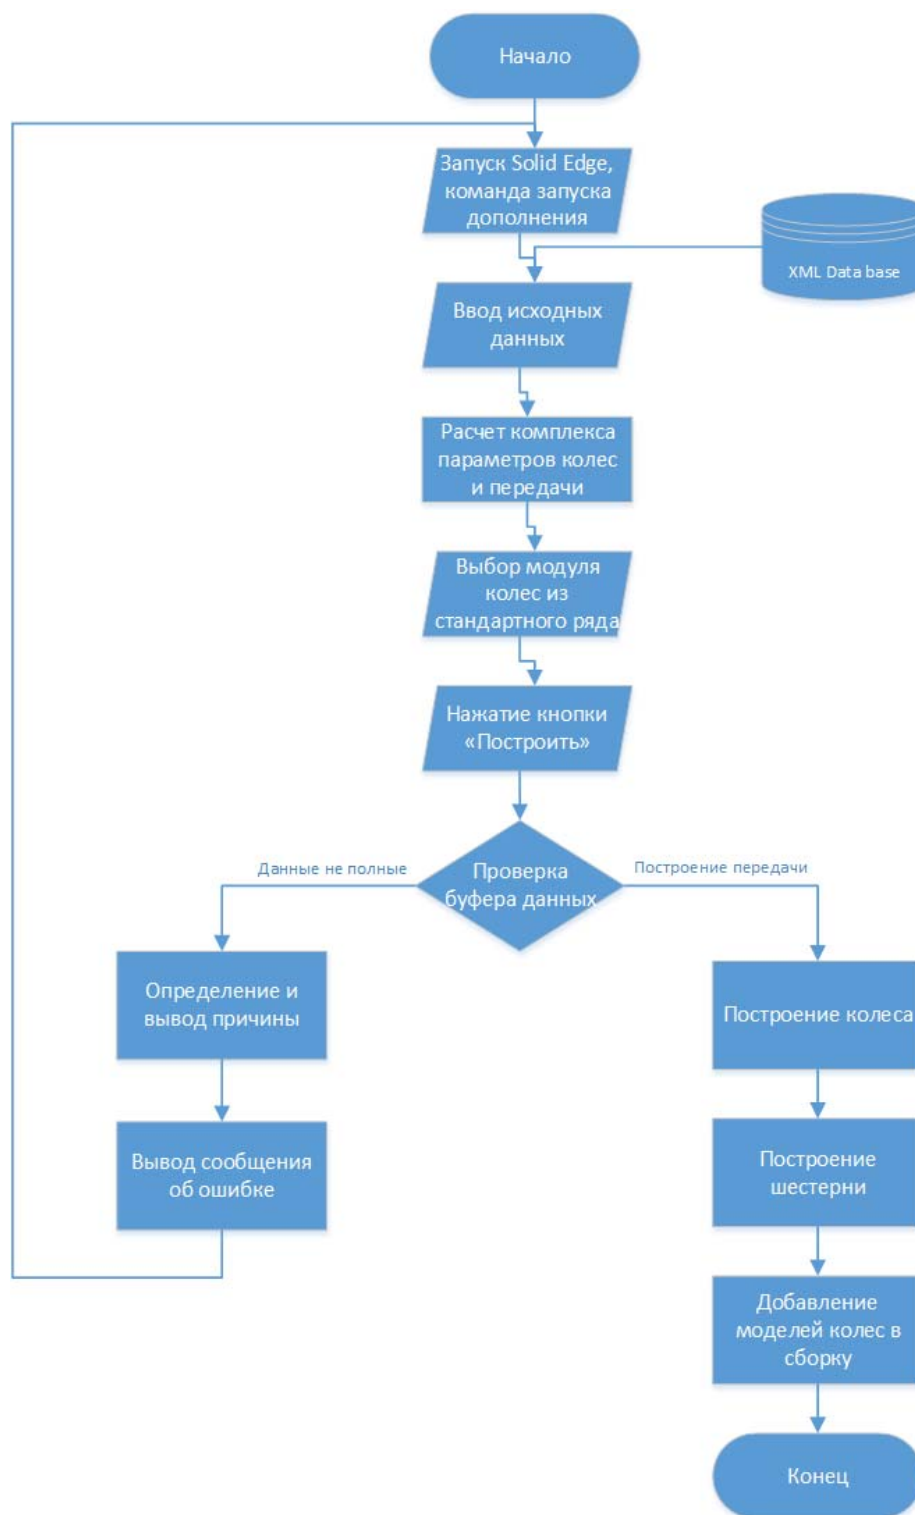 Начало
Запуск Solid Edge,
команда запуска
дополнения
XML Data base
Ввод исходных
данных
Расчет комплекса
параметров колес
и передачи
Выбор модуля
колес из
стандартного ряда
Нажатие кнопки
«Построить»
Данные не полные
Проверка
буфера данных
Построение передачи
Определение и
вывод причины
Построение колеса
Вывод сообщения
об ошибке
Построение
шестерни
Добавление
моделей колес в
сборку
Конец